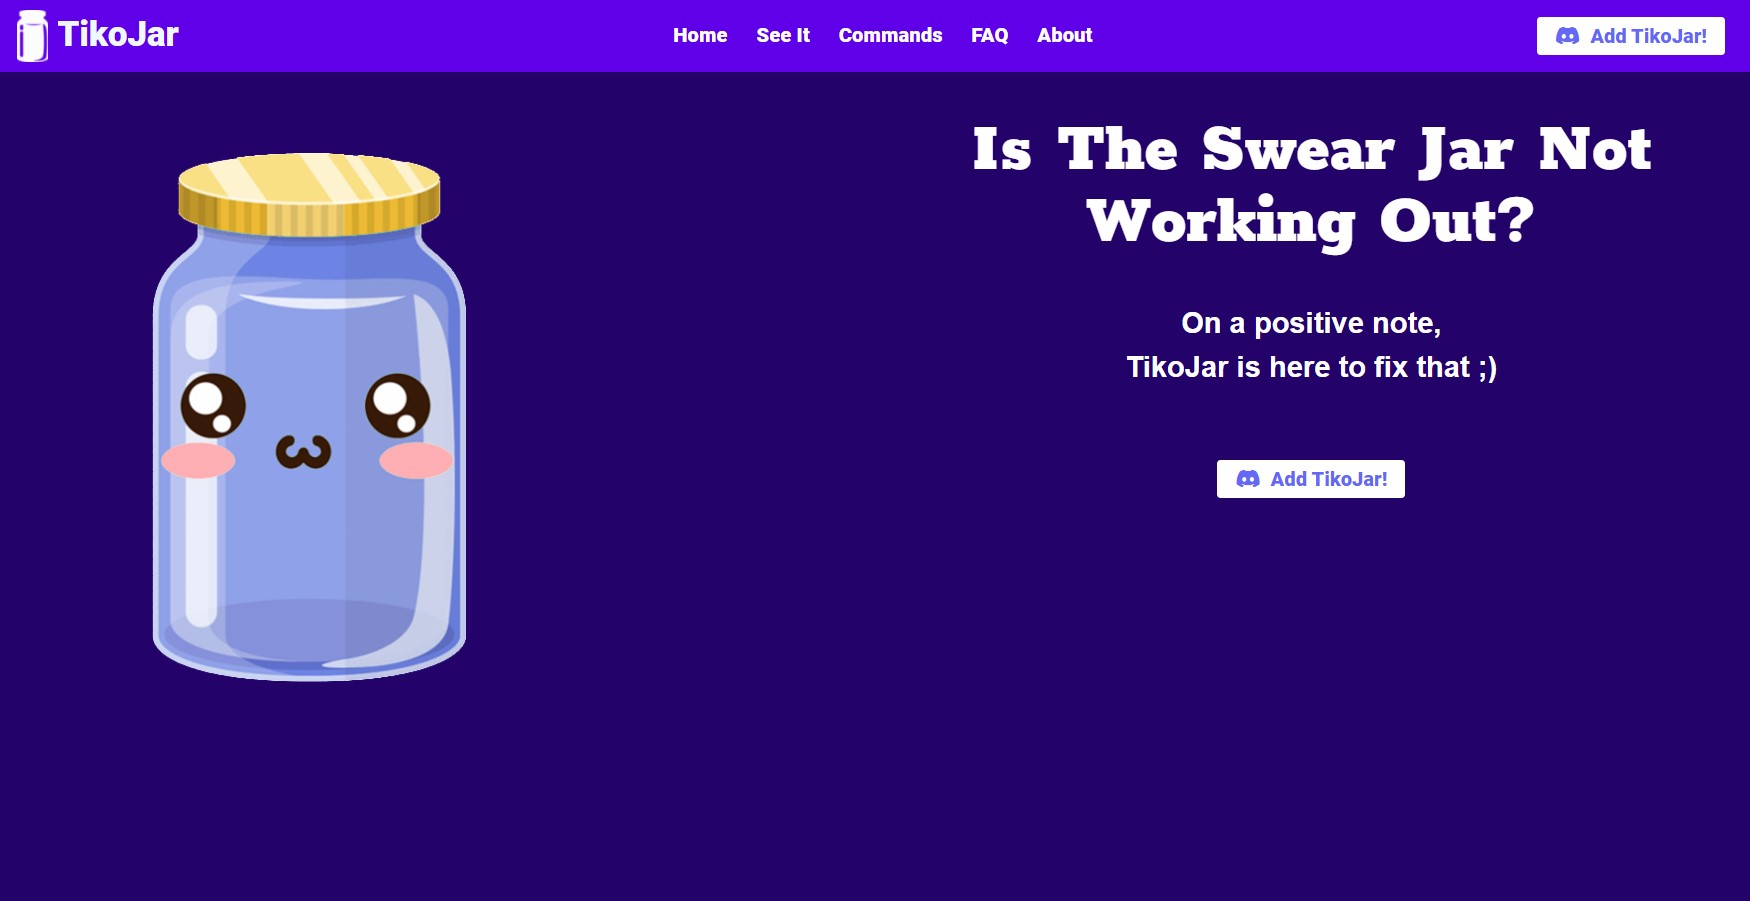 TikoJar
Home See It Commands FAQ About
Add TikoJar!
Is The Swear Jar Not
Working Out?
On a positive note,
TikoJar is here to fix that ;)
Add TikoJar!